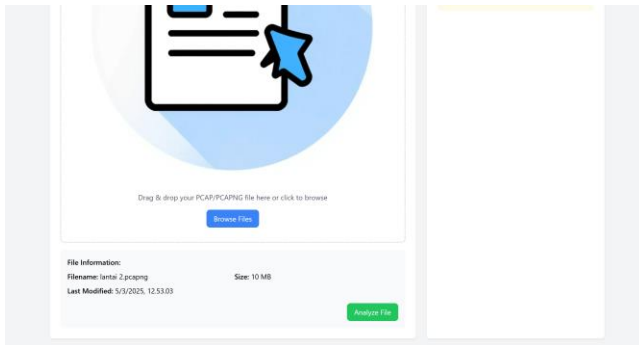 Drag & drop your PCAP/PCAPNG file here or click to browse
Browse Files
File Information:
Filename: lantai 2.pcapng Size: 10 MB
Last Modified: 5/3/2025, 12.53.03
Analyze File